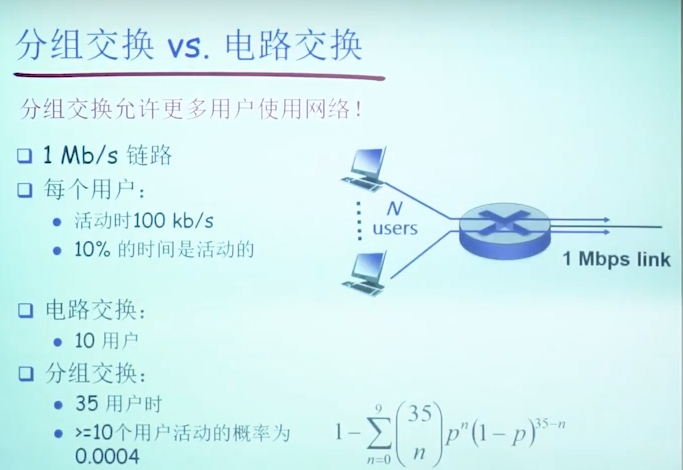 分组交换 vs. 电路交换
分组交换允许更多用户使用网络!
1 Mb/s 链路
每个用户:
活动时100 kb/s
10% 的时间是活动的
电路交换:
10 用户
分组交换:
35 用户时
>=10个用户活动的概率为
0.0004
N
users
1 Mbps link
1 - \sum_{n=0}^{9} \binom{35}{n} p^n (1-p)^{35-n}